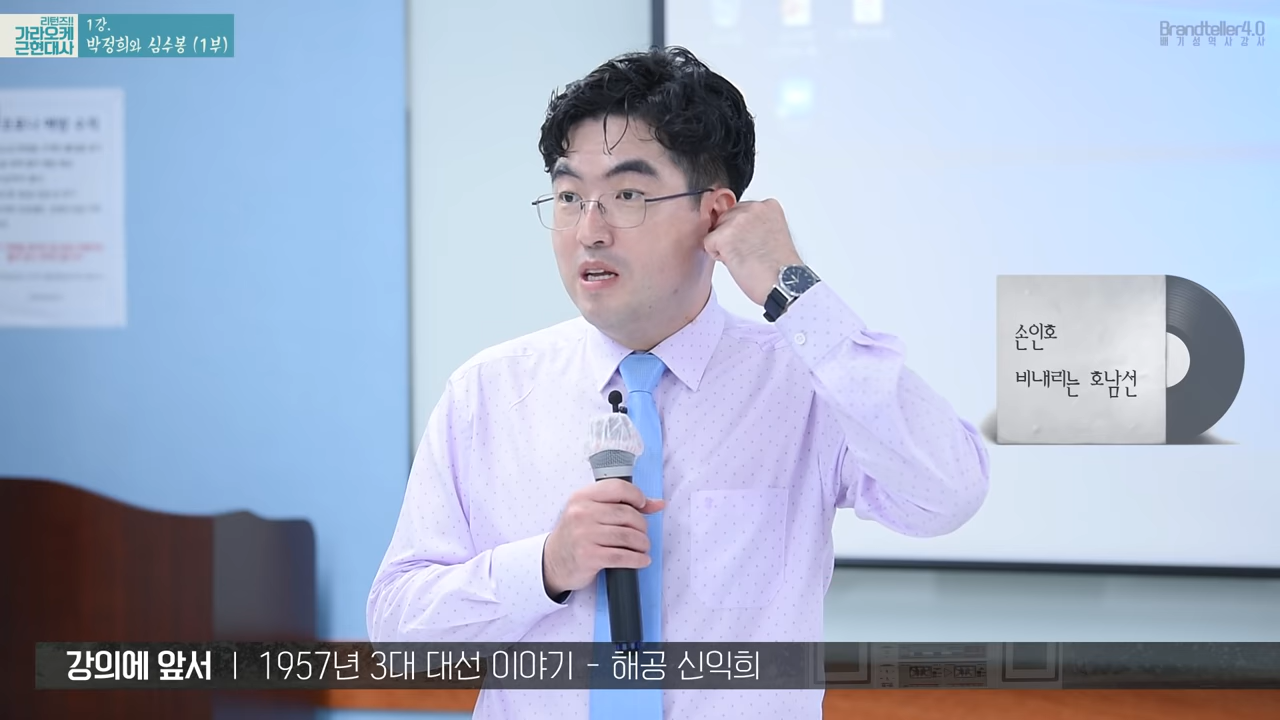 리턴즈!!
가라오케
근현대사
1강.
박정희와 심수봉 (1부)
Brandteller4.0
배기성역사강사
손인호
비내리는 호남선
강의에 앞서 | 1957년 3대 대선 이야기 - 해공 신익희